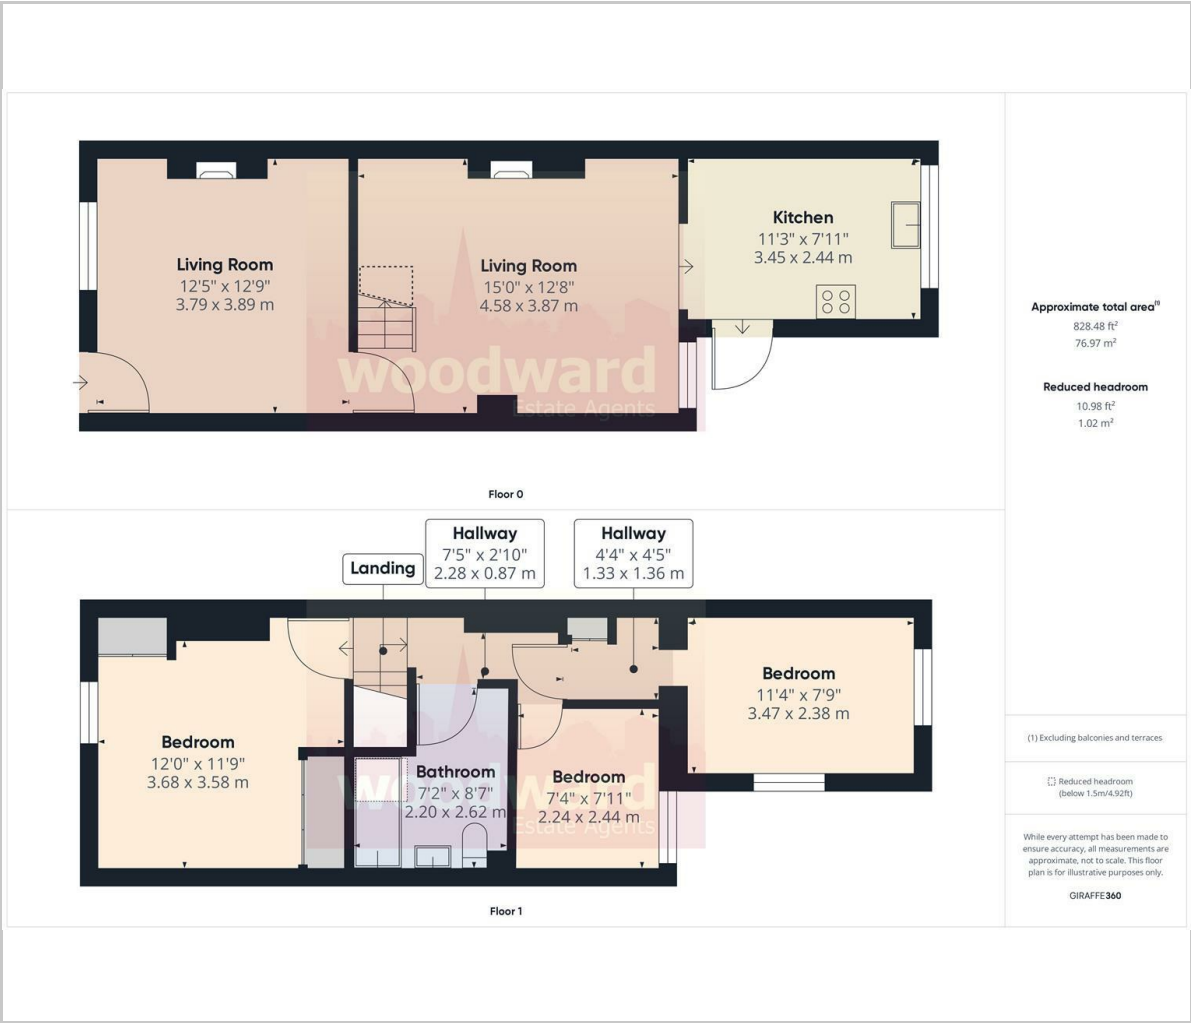 Living Room
12'5" x 12'9"
3.79 x 3.89 m
Living Room
15'0" x 12'8"
4.58 x 3.87 m
Kitchen
11'3" x 7'11"
3.45 x 2.44 m
woodward
Estate Agents
Floor 0
Landing
Hallway
7'5" x 2'10"
2.28 x 0.87 m
Hallway
4'4" x 4'5"
1.33 x 1.36 m
Bedroom
12'0" x 11'9"
3.68 x 3.58 m
Bathroom
7'2" x 8'7"
2.20 x 2.62 m
Bedroom
7'4" x 7'11"
2.24 x 2.44 m
Bedroom
11'4" x 7'9"
3.47 x 2.38 m
woodward
Estate Agents
Floor 1
Approximate total area(1)
828.48 ft²
76.97 m²
Reduced headroom
10.98 ft²
1.02 m²
(1) Excluding balconies and terraces
Reduced headroom
(below 1.5m/4.92ft)
While every attempt has been made to
ensure accuracy, all measurements are
approximate, not to scale. This floor
plan is for illustrative purposes only.
GIRAFFE360